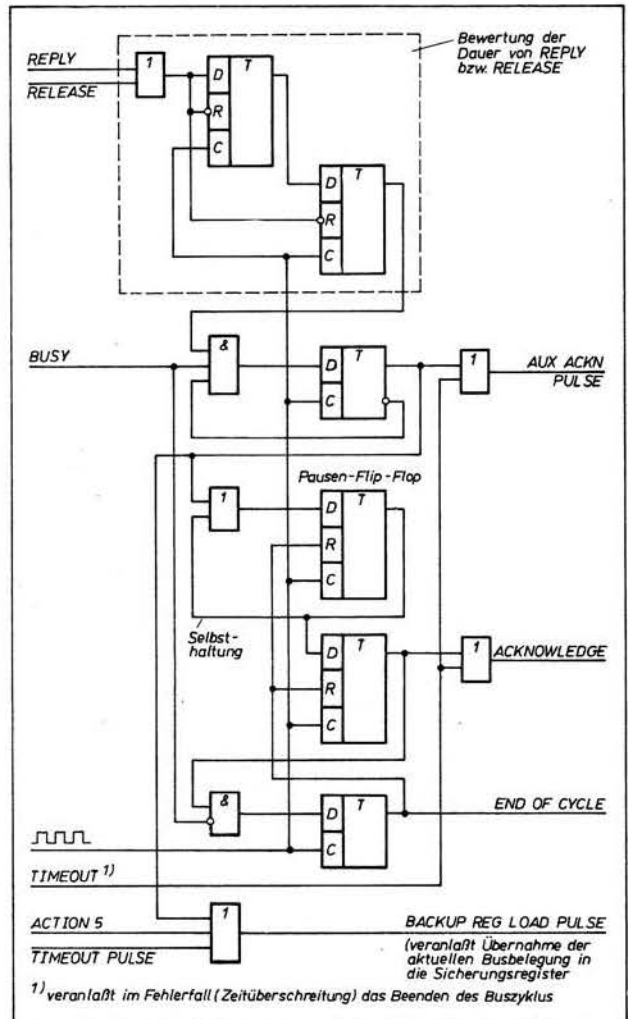 Bewertung der
Dauer von REPLY
bzw. RELEASE
REPLY
RELEASE
1
D T
R
C
D T
R
C
BUSY
&
D T
C
1
AUX ACKN
PULSE
Pausen-Flip-Flop
1
D T
R
C
Selbst-
haltung
D T
R
C
1
ACKNOWLEDGE
&
D T
C
END OF CYCLE
TIMEOUT 1)
ACTION 5
TIMEOUT PULSE
1
BACKUP REG LOAD PULSE
(veranlaßt Übernahme der
aktuellen Busbelegung in
die Sicherungsregister
1) veranlaßt im Fehlerfall (Zeitüberschreitung) das Beenden des Buszyklus